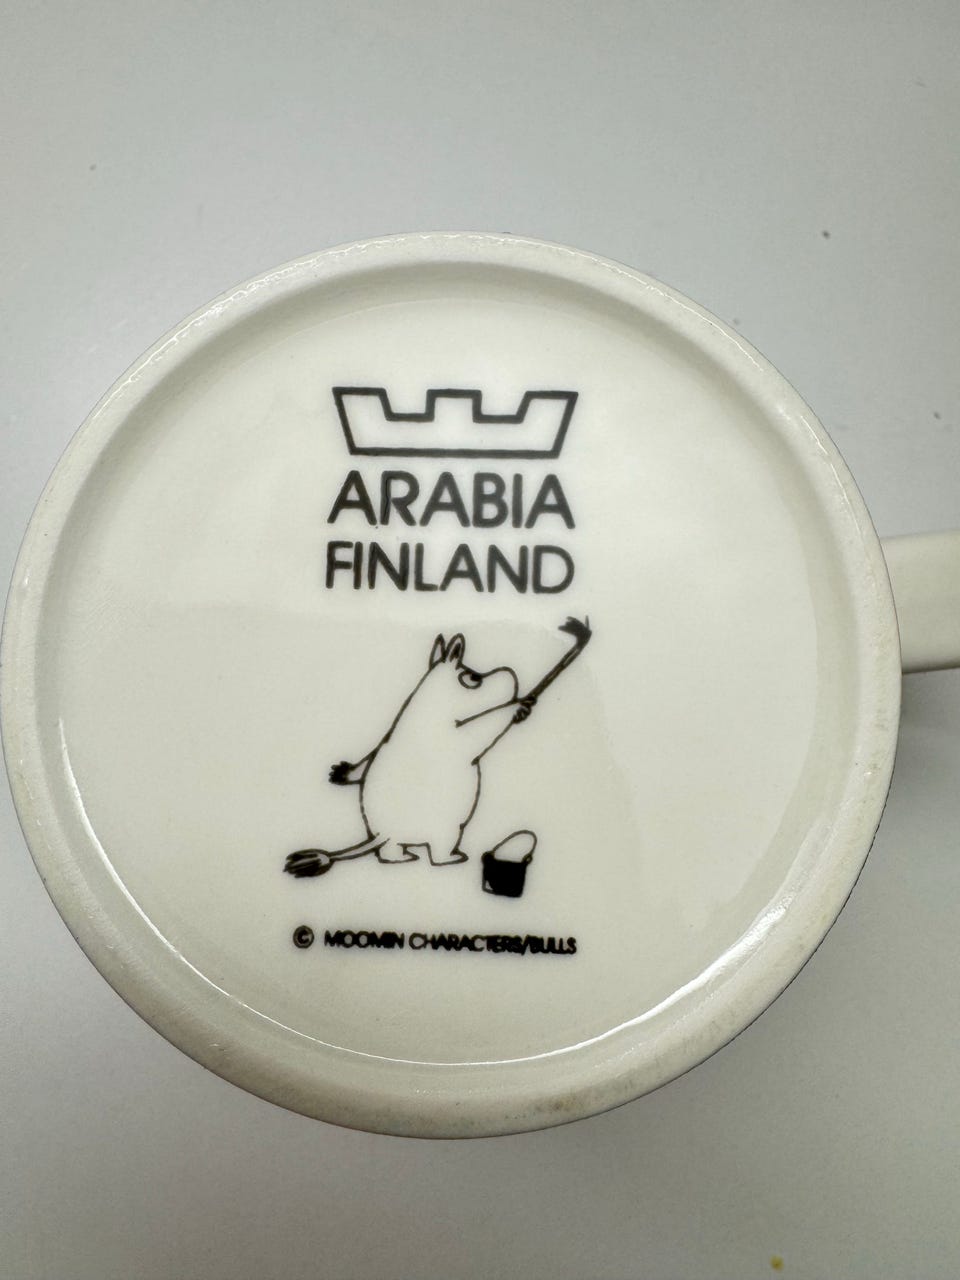 ARABIA
FINLAND
© MOOMIN CHARACTERS/BULLS